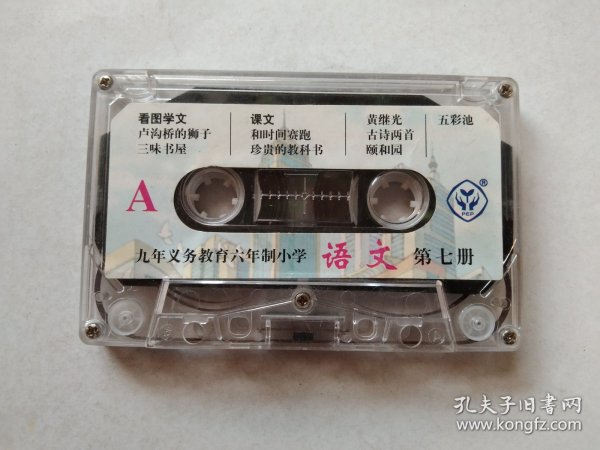 看图学文
卢沟桥的狮子
三味书屋
课文
和时间赛跑
珍贵的教科书
黄继光
古诗两首
颐和园
五彩池
A
®
PEP
九年义务教育六年制小学 语文 第七册
孔夫子旧书网
www.kongfz.com